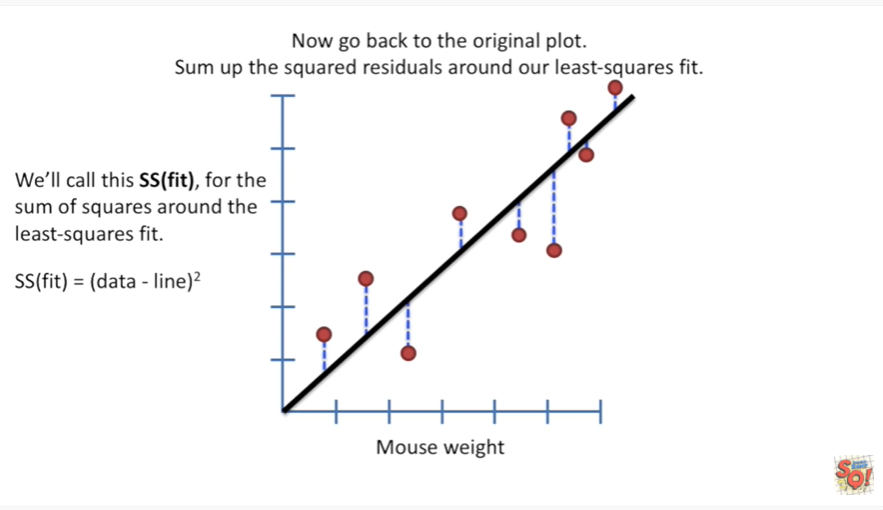 Now go back to the original plot.
Sum up the squared residuals around our least-squares fit.
We'll call this SS(fit), for the
sum of squares around the
least-squares fit.
SS(fit) = (data - line)²
Mouse weight